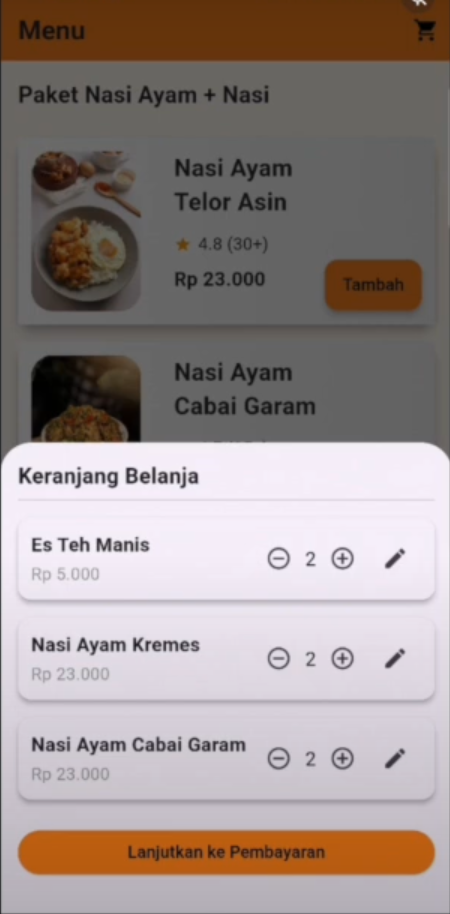 Menu
Paket Nasi Ayam + Nasi
Nasi Ayam
Telor Asin
4.8 (30+)
Rp 23.000
Tambah
Nasi Ayam
Cabai Garam
Keranjang Belanja
Es Teh Manis
Rp 5.000
2
Nasi Ayam Kremes
Rp 23.000
2
Nasi Ayam Cabai Garam
Rp 23.000
2
Lanjutkan ke Pembayaran